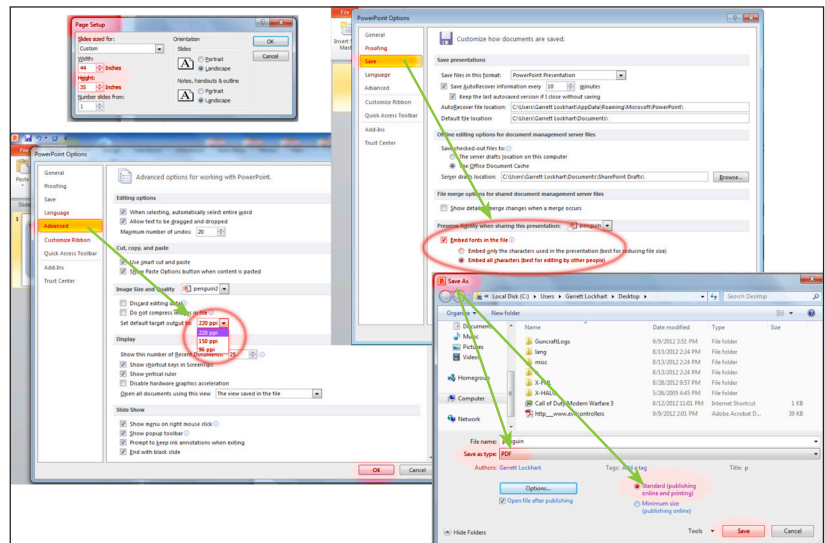 Page Setup
Slides sized for:
Custom
Width:
44 Inches
Height:
35 Inches
Number slides from:
1
Orientation
Slides
Portrait
Landscape
Notes, handouts & outline
Portrait
Landscape
OK
Cancel
File
Insert
PowerPoint Options
General
Proofing
Save
Language
Advanced
Customize Ribbon
Quick Access Toolbar
Add-Ins
Trust Center
Customize how documents are saved.
Save presentations
Save files in this format: PowerPoint Presentation
Save AutoRecover information every 10 minutes
Keep the last autosaved version if I close without saving
AutoRecover file location: C:\Users\Garrett Lockhart\AppData\Roaming\Microsoft\PowerPoint\
Default file location: C:\Users\Garrett Lockhart\Documents\
Offline editing options for document management server files
Save checked-out files to:
The server drafts location on this computer
The Office Document Cache
Server drafts location: C:\Users\Garrett Lockhart\Documents\SharePoint Drafts\
Browse...
File merge options for shared document management server files
Show detailed merge changes when a merge occurs
Preserve fidelity when sharing this presentation: penguin
Embed fonts in the file
Embed only the characters used in the presentation (best for reducing file size)
Embed all characters (best for editing by other people)
File
Paste
PowerPoint Options
General
Proofing
Save
Language
Advanced
Customize Ribbon
Quick Access Toolbar
Add-Ins
Trust Center
Advanced options for working with PowerPoint.
Editing options
When selecting, automatically select entire word
Allow text to be dragged and dropped
Maximum number of undos: 20
Cut, copy, and paste
Use smart cut and paste
Show Paste Options button when content is pasted
Image Size and Quality penguin2
Discard editing data
Do not compress images in file
Set default target output to: 220 ppi
220 ppi
150 ppi
96 ppi
Display
Show this number of Recent Documents: 25
Show shortcut keys in ScreenTips
Show vertical ruler
Disable hardware graphics acceleration
Open all documents using this view The view saved in the file
Slide Show
Show menu on right mouse click
Show popup toolbar
Prompt to keep ink annotations when exiting
End with black slide
OK
Cancel
Save As
Local Disk (C:) Users Garrett Lockhart Desktop
Search Desktop
Organize
New folder
Documents
Music
Pictures
Videos
Homegroup
Computer
Network
Name Date modified Type Size
GuncraftLogs 9/9/2012 3:51 PM File folder
lang 8/13/2012 2:24 PM File folder
misc 8/13/2012 2:24 PM File folder
8/13/2012 2:24 PM File folder
8/28/2012 9:57 PM File folder
X-HALO 5/26/2005 4:45 PM File folder
Call of Duty Modern Warfare 3 8/12/2012 11:01 PM Internet Shortcut 1 KB
http__www.evilcontrollers 9/9/2012 2:01 PM Adobe Acrobat D... 39 KB
File name: penguin
Save as type: PDF
Authors: Garrett Lockhart
Tags: Add a tag
Title: p
Options...
Open file after publishing
Standard (publishing online and printing)
Minimum size (publishing online)
Hide Folders
Tools
Save
Cancel